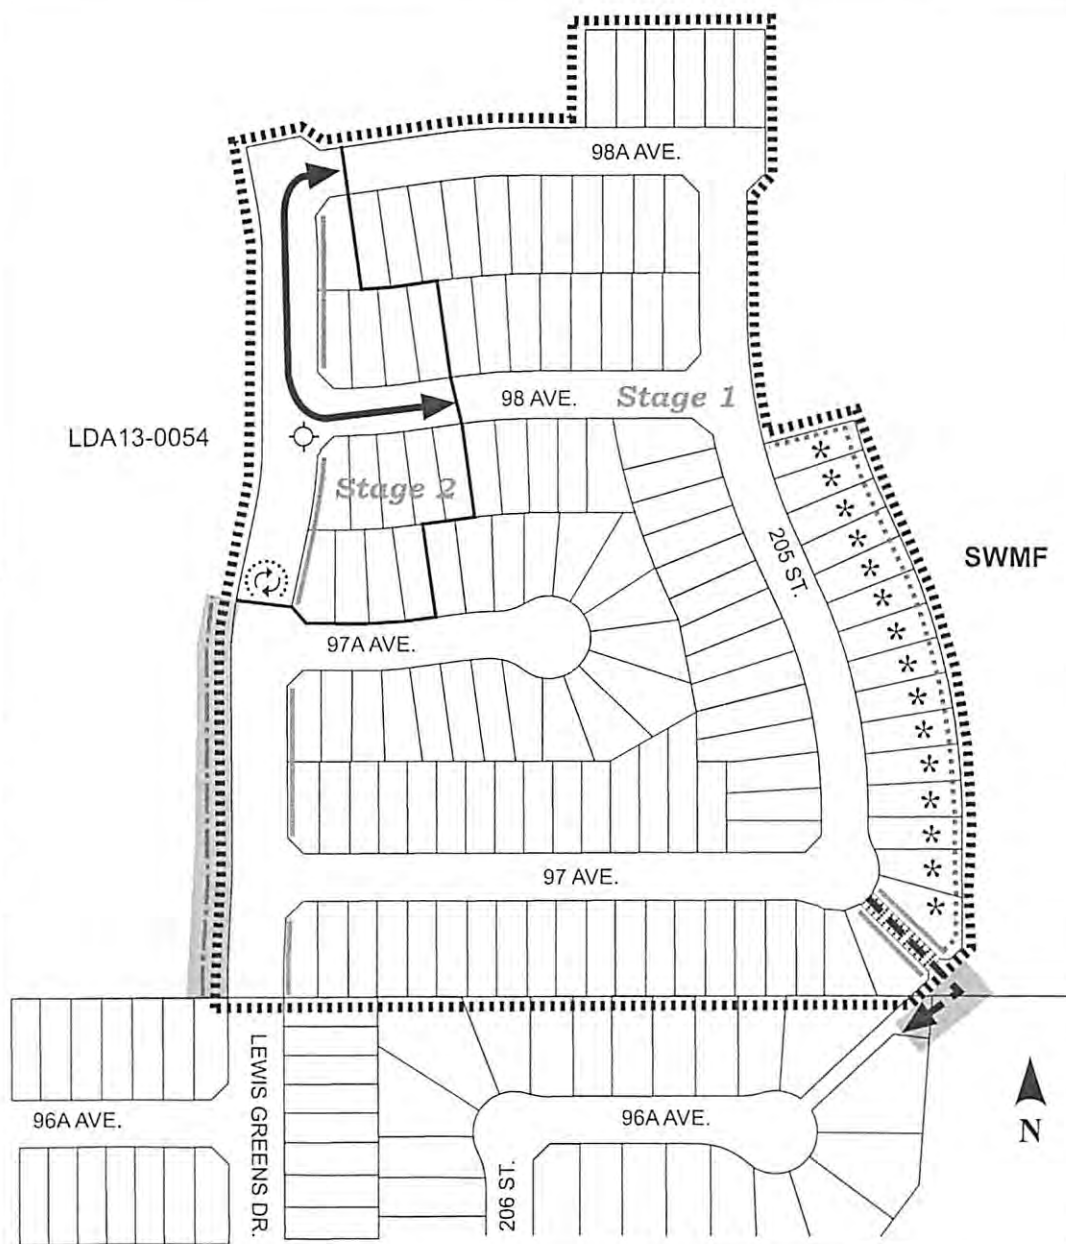 98A AVE.
98 AVE.
Stage 1
LDA13-0054
Stage 2
205 ST.
SWMF
97A AVE.
97 AVE.
LEWIS GREENS DR.
96A AVE.
96A AVE.
206 ST.
N